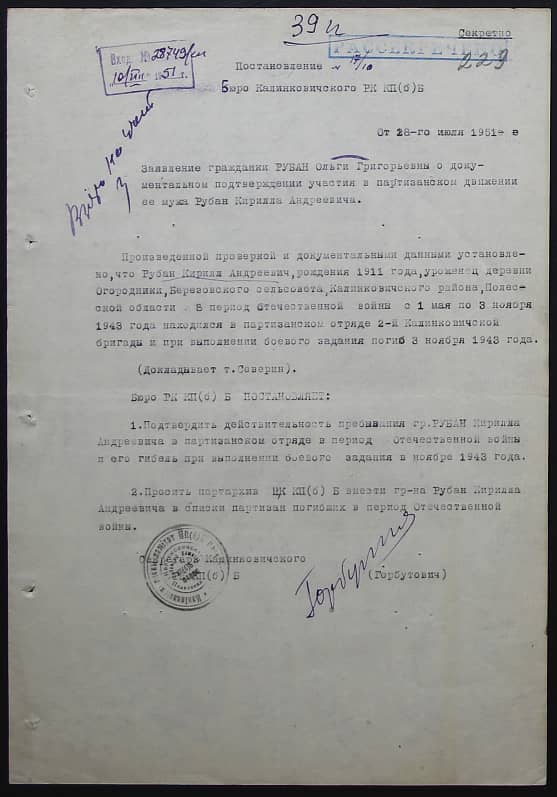 39 п
Секретно
РАССЕКРЕЧЕНО
229
Вход. № 28749/сч
10/VIII 1951 г.
Постановление № 17/10
Бюро Калинковичского РК КП(б)Б
От 28-го июля 1951- е
Заявление гражданки РУБАН Ольги Григорьевны о доку-
ментальном подтверждении участия в партизанском движении
ее мужа Рубан Кирилла Андреевича.
Произведенной проверкой и документальными данными установле-
но,что Рубан Кирилл Андреевич,рождения 1911 года,уроженец деревни
Огородники,Березовского сельсовета,Калинковичского района,Полес-
ской области . В период Отечественной войны с 1 мая по 3 ноября
1943 года находился в партизанском отряде 2-й Калинковичской
бригады и при выполнении боевого задания погиб 3 ноября 1943 года.
(Докладывает т.Северин).
Бюро РК КП(б) Б ПОСТАНОВЛЯЕТ:
1.Подтвердить действительность пребывания гр.РУБАН Кирилла
Андреевича в партизанском отряде в период Отечественной войны
и его гибель при выполнении боевого задания в ноябре 1943 года.
2.Просить партархив ЦК КП(б) Б внести гр-на Рубан Кирилла
Андреевича в списки партизан погибших в период Отечественной
войны.
Секретарь Калинковичского
РК КП(б) Б (Горбутович)